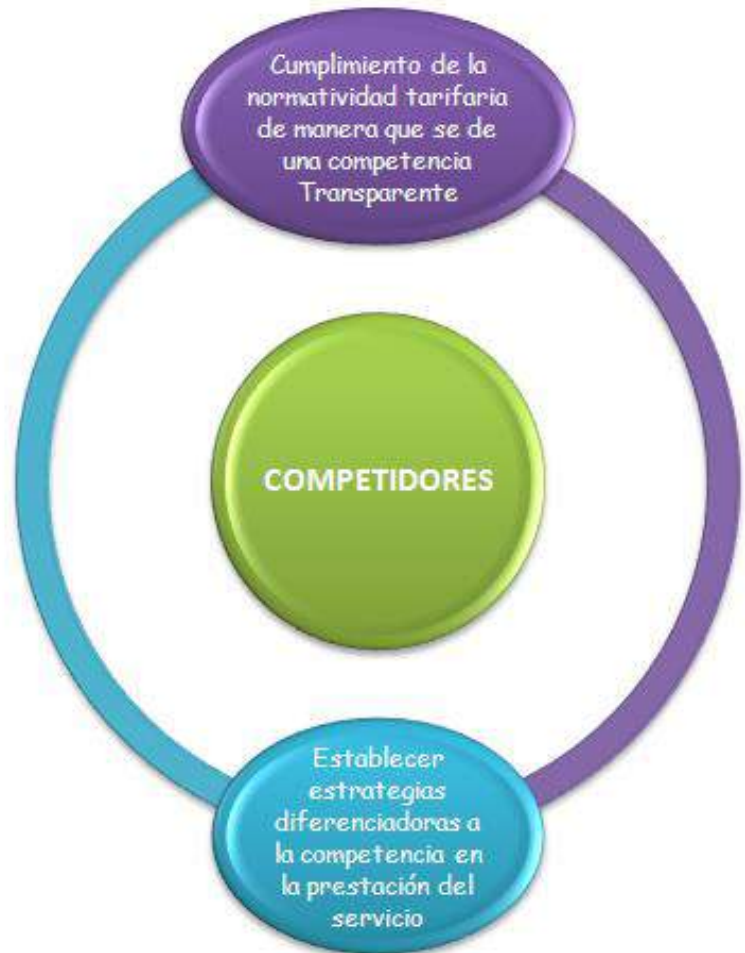 Cumplimiento de la
normatividad tarifaria
de manera que se de
una competencia
Transparente
COMPETIDORES
Establecer
estrategias
diferenciadoras a
la competencia en
la prestación del
servicio